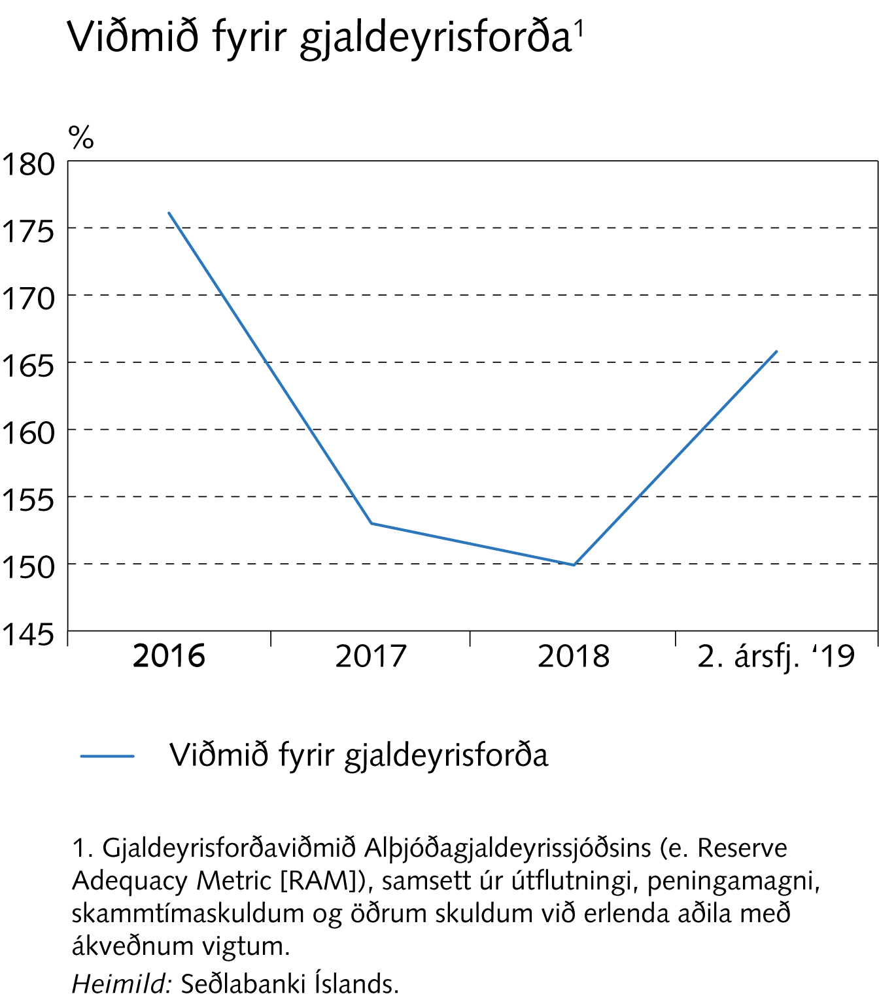 Viðmið fyrir gjaldeyrisforða¹
%
180
175
170
165
160
155
150
145
2016 2017 2018 2. ársfj. ‘19
Viðmið fyrir gjaldeyrisforða
1. Gjaldeyrisforðaviðmið Alþjóðagjaldeyrissjóðsins (e. Reserve
Adequacy Metric [RAM]), samsett úr útflutningi, peningamagni,
skammtímaskuldum og öðrum skuldum við erlenda aðila með
ákveðnum vigtum.
Heimild: Seðlabanki Íslands.